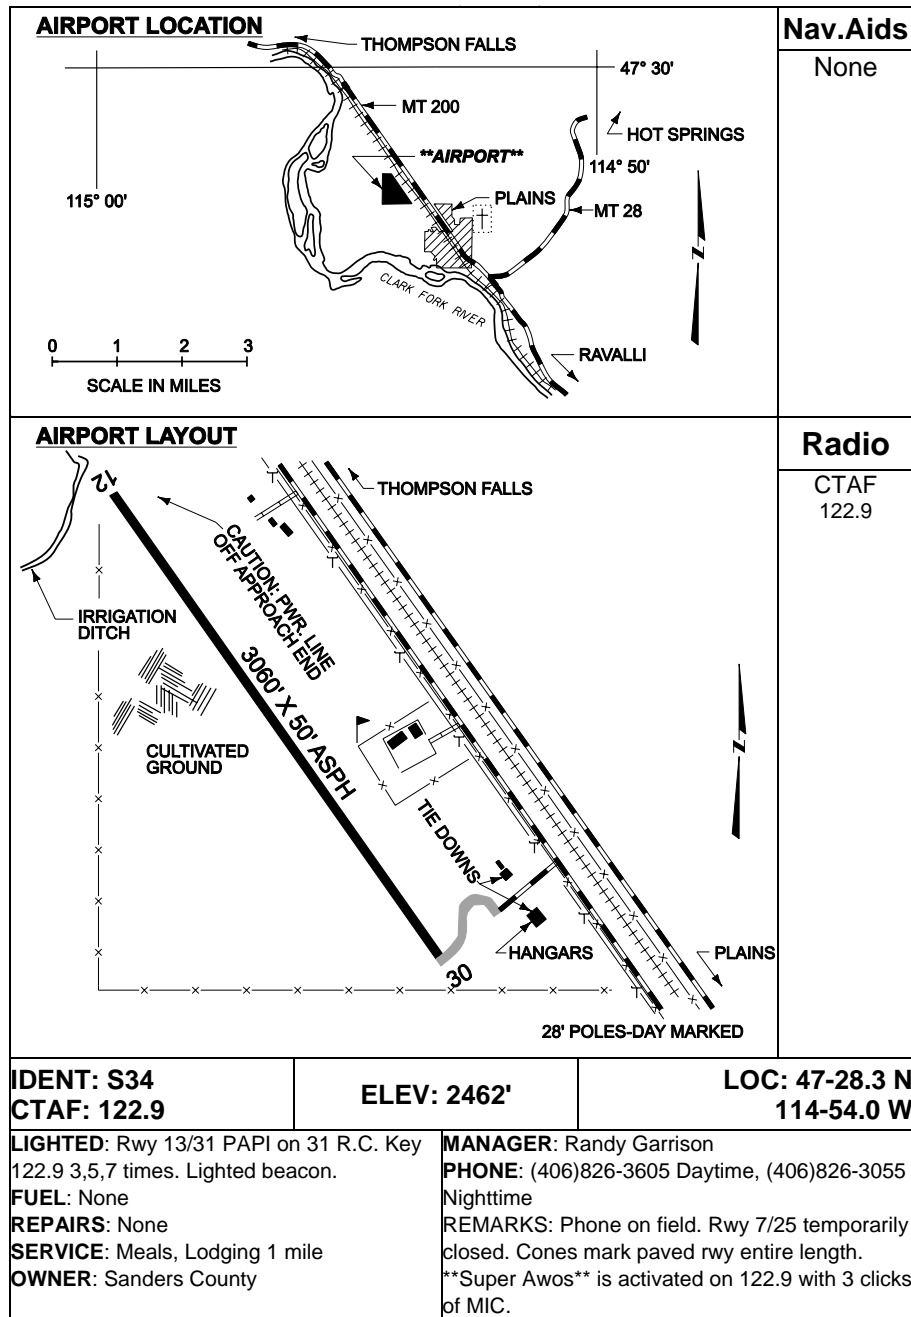 AIRPORT LOCATION
THOMPSON FALLS
47° 30'
MT 200
HOT SPRINGS
**AIRPORT**
114° 50'
115° 00'
PLAINS
MT 28
N
CLARK FORK RIVER
0 1 2 3
RAVALLI
SCALE IN MILES
Nav.Aids
None
AIRPORT LAYOUT
12
THOMPSON FALLS
CAUTION: PWR. LINE
OFF APPROACH END
IRRIGATION
DITCH
3060' X 50' ASPH
CULTIVATED
GROUND
N
TIE DOWNS
HANGARS
PLAINS
30
28' POLES-DAY MARKED
Radio
CTAF
122.9
IDENT: S34
CTAF: 122.9
ELEV: 2462'
LOC: 47-28.3 N
114-54.0 W
LIGHTED: Rwy 13/31 PAPI on 31 R.C. Key
122.9 3,5,7 times. Lighted beacon.
FUEL: None
REPAIRS: None
SERVICE: Meals, Lodging 1 mile
OWNER: Sanders County
MANAGER: Randy Garrison
PHONE: (406)826-3605 Daytime, (406)826-3055
Nighttime
REMARKS: Phone on field. Rwy 7/25 temporarily
closed. Cones mark paved rwy entire length.
**Super Awos** is activated on 122.9 with 3 clicks
of MIC.